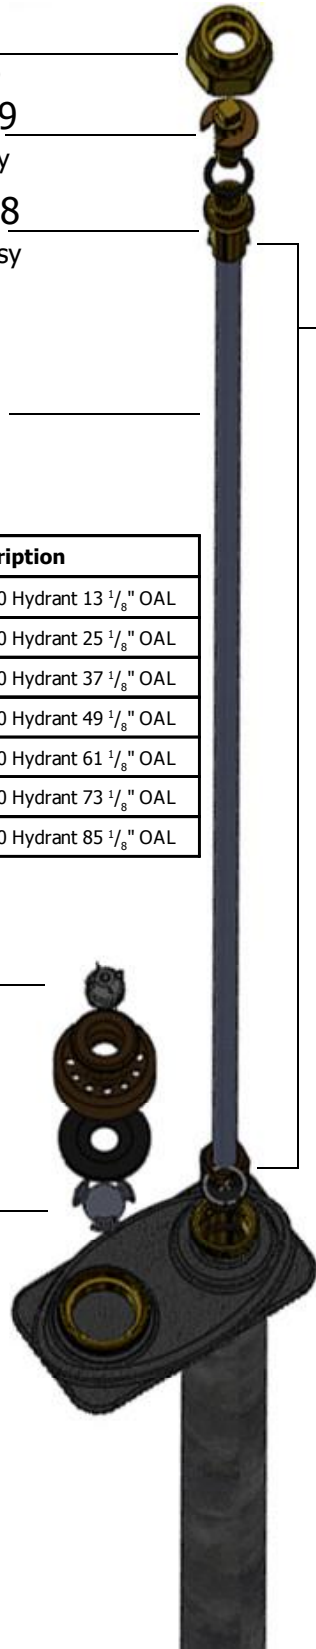 9
y
8
sy
ription
0 Hydrant 13 1/8" OAL
0 Hydrant 25 1/8" OAL
0 Hydrant 37 1/8" OAL
0 Hydrant 49 1/8" OAL
0 Hydrant 61 1/8" OAL
0 Hydrant 73 1/8" OAL
0 Hydrant 85 1/8" OAL